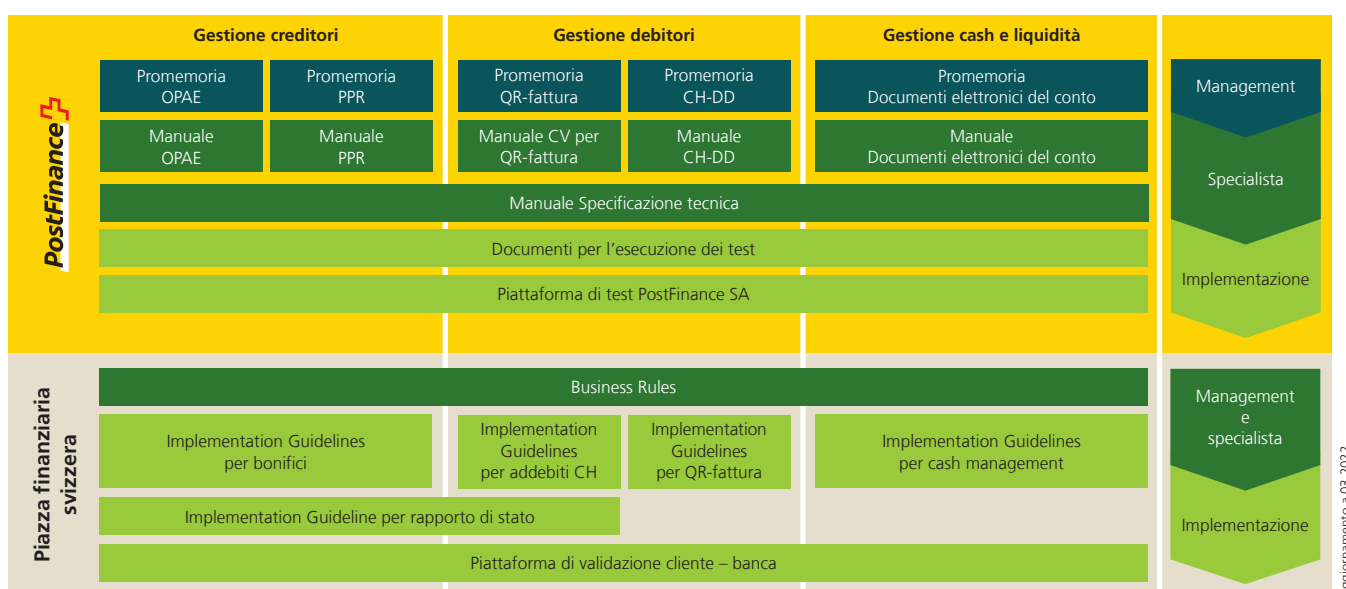 Gestione creditori
Gestione debitori
Gestione cash e liquidità
PostFinance
Promemoria
OPAE
Promemoria
PPR
Promemoria
QR-fattura
Promemoria
CH-DD
Promemoria
Documenti elettronici del conto
Management
Manuale
OPAE
Manuale
PPR
Manuale CV per
QR-fattura
Manuale
CH-DD
Manuale
Documenti elettronici del conto
Specialista
Manuale Specificazione tecnica
Documenti per l'esecuzione dei test
Implementazione
Piattaforma di test PostFinance SA
Piazza finanziaria
svizzera
Business Rules
Management
e
specialista
Implementation Guidelines
per bonifici
Implementation
Guidelines
per addebiti CH
Implementation
Guidelines
per QR-fattura
Implementation Guidelines
per cash management
Implementation Guideline per rapporto di stato
Implementazione
Piattaforma di validazione cliente – banca
ggiornamento a 03.2022